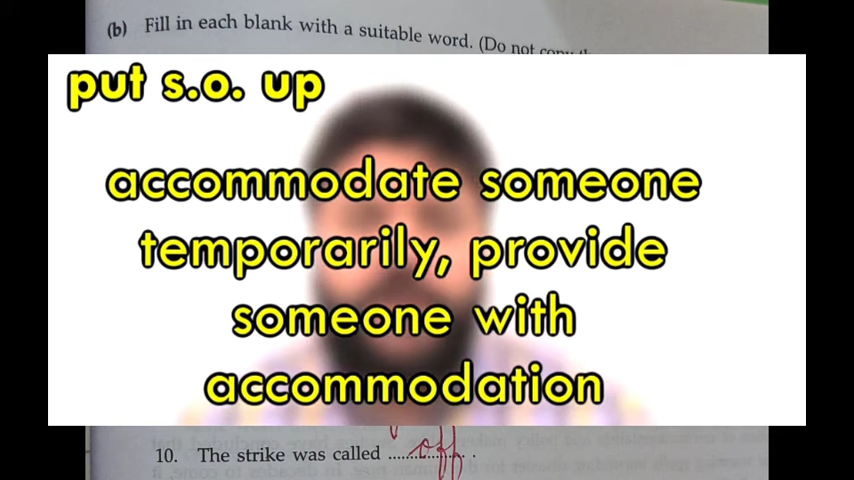 (b) Fill in each blank with a suitable word. (Do not copy
put s.o. up
accommodate someone
temporarily, provide
someone with
accommodation
10. The strike was called ....off.... .